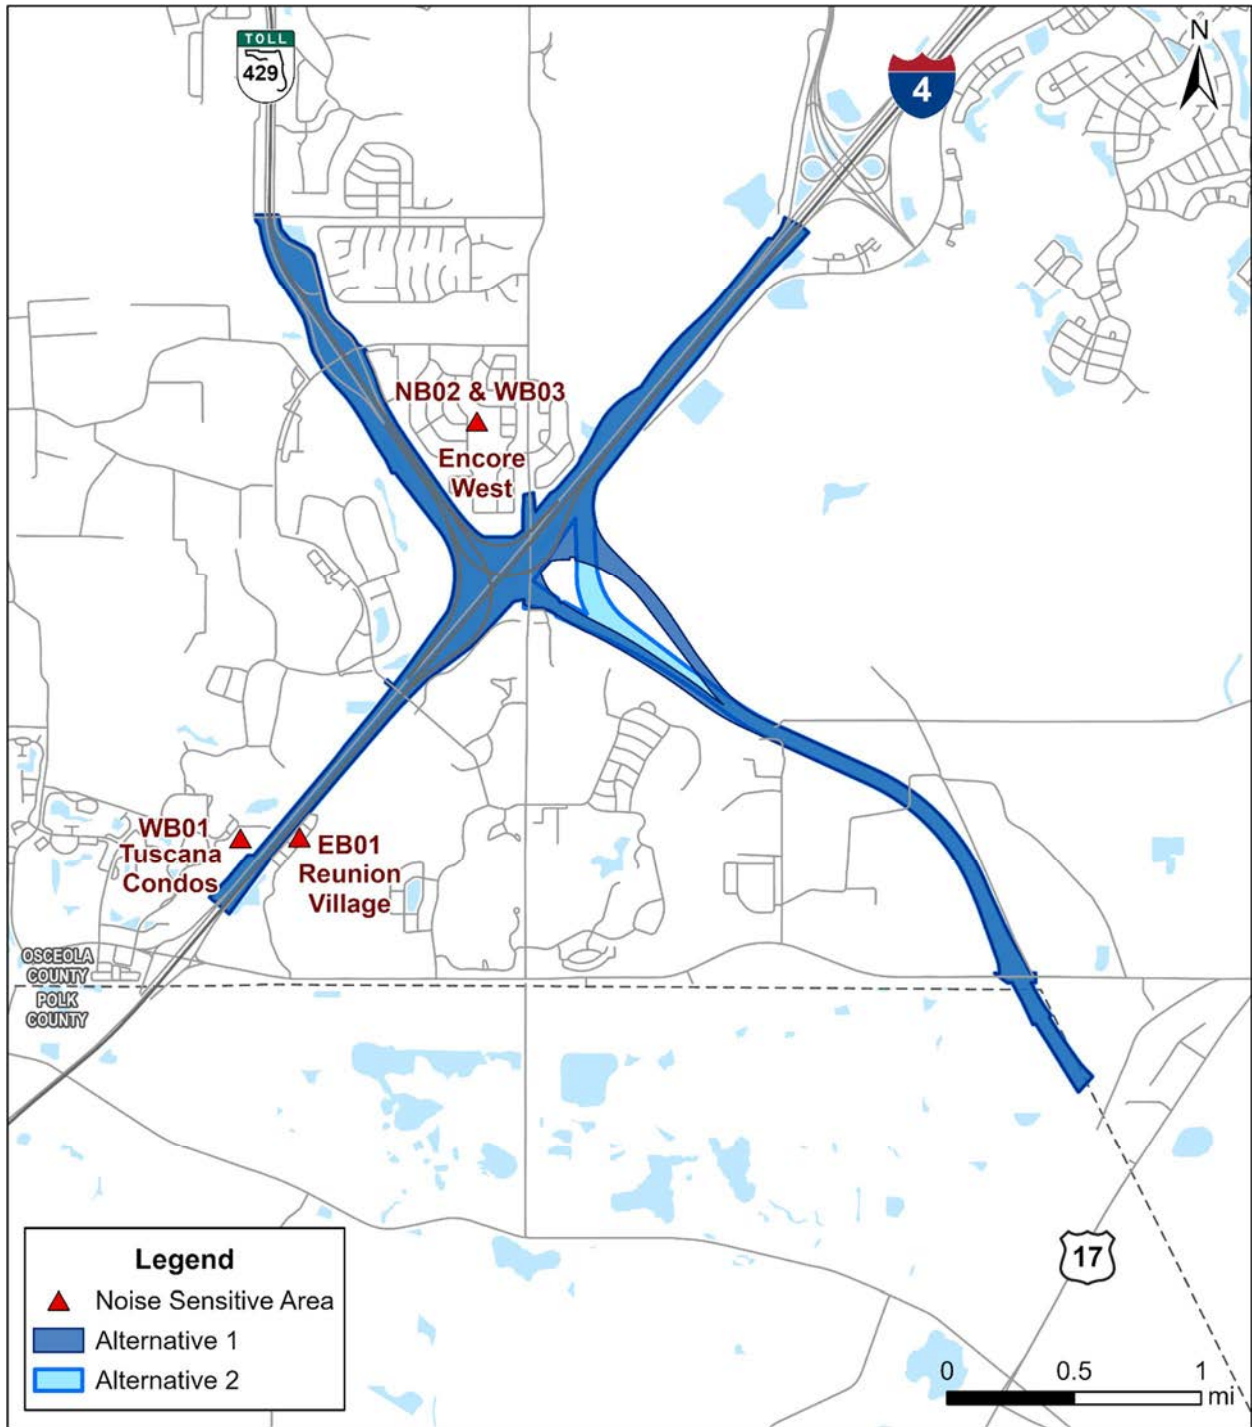 TOLL
429
4
N
NB02 & WB03
Encore
West
WB01
Tuscana
Condos
EB01
Reunion
Village
OSCEOLA
COUNTY
POLK
COUNTY
17
Legend
Noise Sensitive Area
Alternative 1
Alternative 2
0 0.5 1
mi